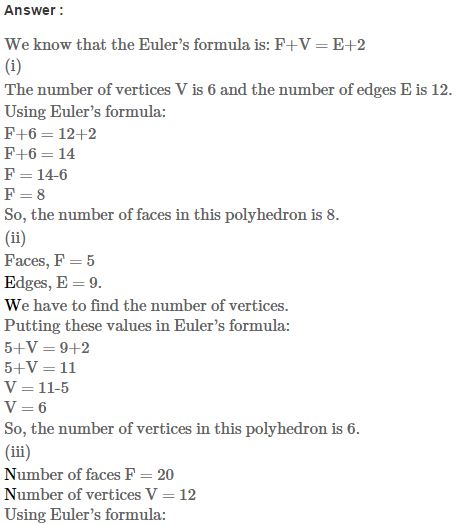 Answer :
We know that the Euler's formula is: F+V = E+2
(i)
The number of vertices V is 6 and the number of edges E is 12.
Using Euler's formula:
F+6 = 12+2
F+6 = 14
F = 14-6
F = 8
So, the number of faces in this polyhedron is 8.
(ii)
Faces, F = 5
Edges, E = 9.
We have to find the number of vertices.
Putting these values in Euler's formula:
5+V = 9+2
5+V = 11
V = 11-5
V = 6
So, the number of vertices in this polyhedron is 6.
(iii)
Number of faces F = 20
Number of vertices V = 12
Using Euler's formula: